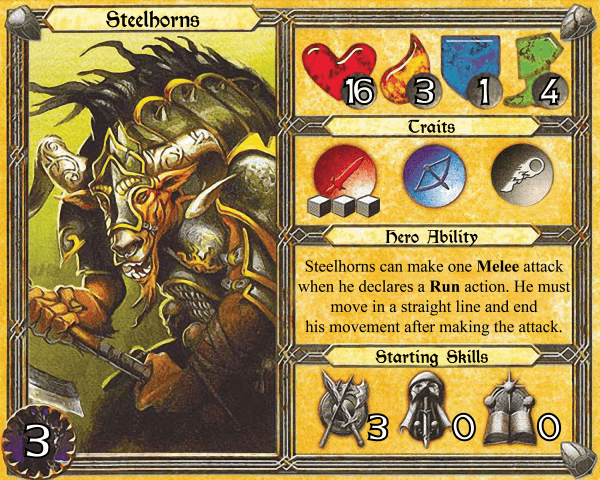 Steelhorns
16 3 1 4
Traits
Hero Ability
Steelhorns can make one Melee attack
when he declares a Run action. He must
move in a straight line and end
his movement after making the attack.
Starting Skills
3 0 0
3